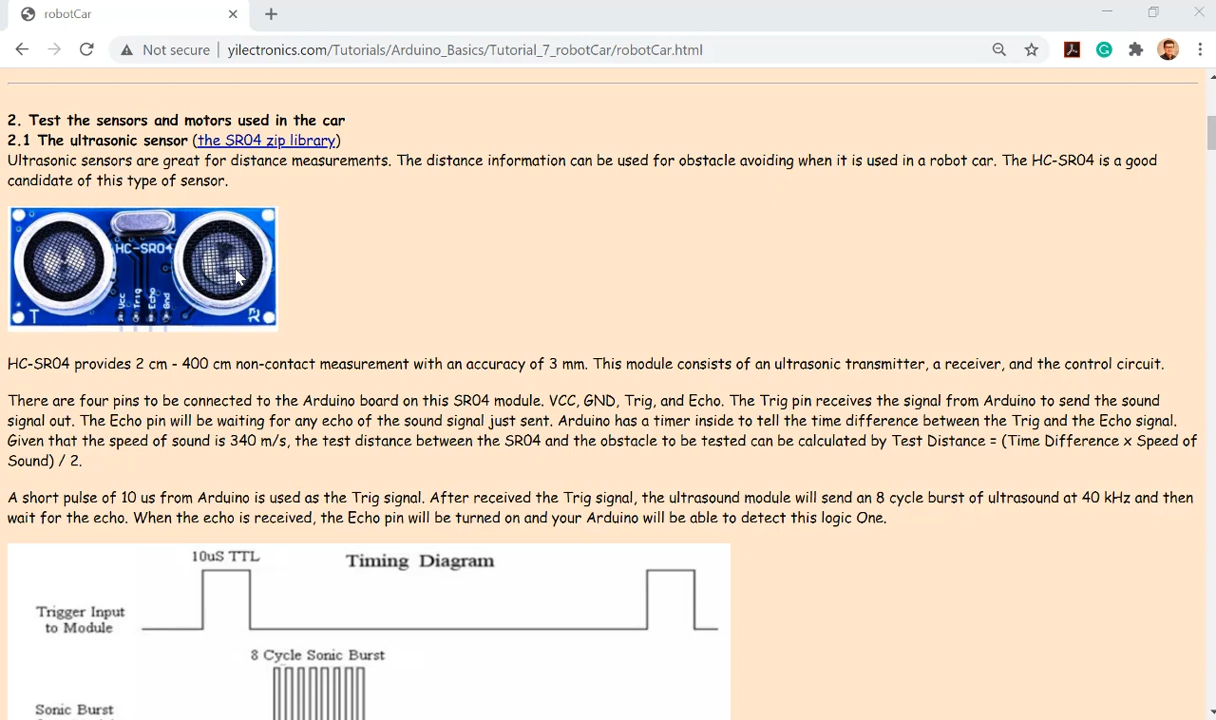 robotCar
Not secure
yilectronics.com/Tutorials/Arduino_Basics/Tutorial_7_robotCar/robotCar.html
2. Test the sensors and motors used in the car
2.1 The ultrasonic sensor (the SR04 zip library)
Ultrasonic sensors are great for distance measurements. The distance information can be used for obstacle avoiding when it is used in a robot car. The HC-SR04 is a good
candidate of this type of sensor.
HC-SR04
Vcc
Trig
Echo
Gnd
T
R
HC-SR04 provides 2 cm - 400 cm non-contact measurement with an accuracy of 3 mm. This module consists of an ultrasonic transmitter, a receiver, and the control circuit.
There are four pins to be connected to the Arduino board on this SR04 module. VCC, GND, Trig, and Echo. The Trig pin receives the signal from Arduino to send the sound
signal out. The Echo pin will be waiting for any echo of the sound signal just sent. Arduino has a timer inside to tell the time difference between the Trig and the Echo signal.
Given that the speed of sound is 340 m/s, the test distance between the SR04 and the obstacle to be tested can be calculated by Test Distance = (Time Difference x Speed of
Sound) / 2.
A short pulse of 10 us from Arduino is used as the Trig signal. After received the Trig signal, the ultrasound module will send an 8 cycle burst of ultrasound at 40 kHz and then
wait for the echo. When the echo is received, the Echo pin will be turned on and your Arduino will be able to detect this logic One.
10uS TTL
Timing Diagram
Trigger Input
to Module
8 Cycle Sonic Burst
Sonic Burst